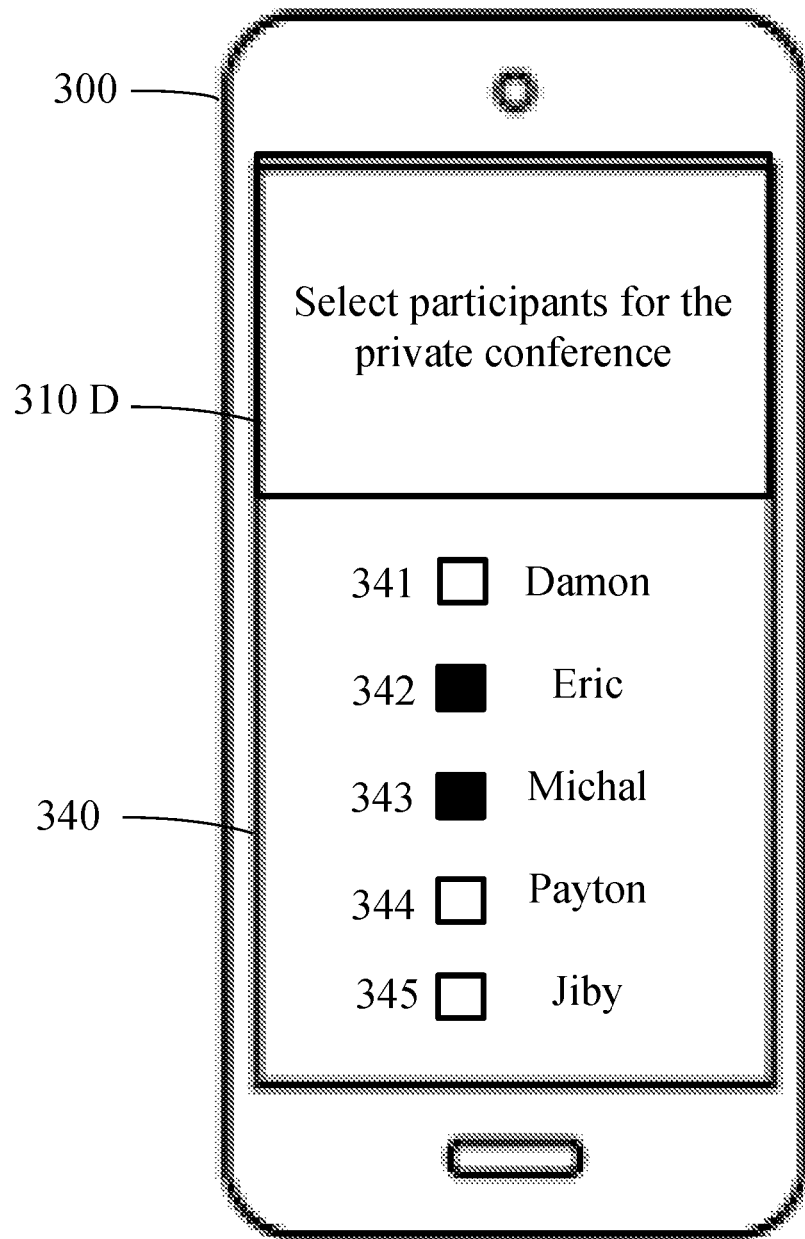 300
Select participants for the
private conference
310 D
341 Damon
342 Eric
343 Michal
340
344 Payton
345 Jiby